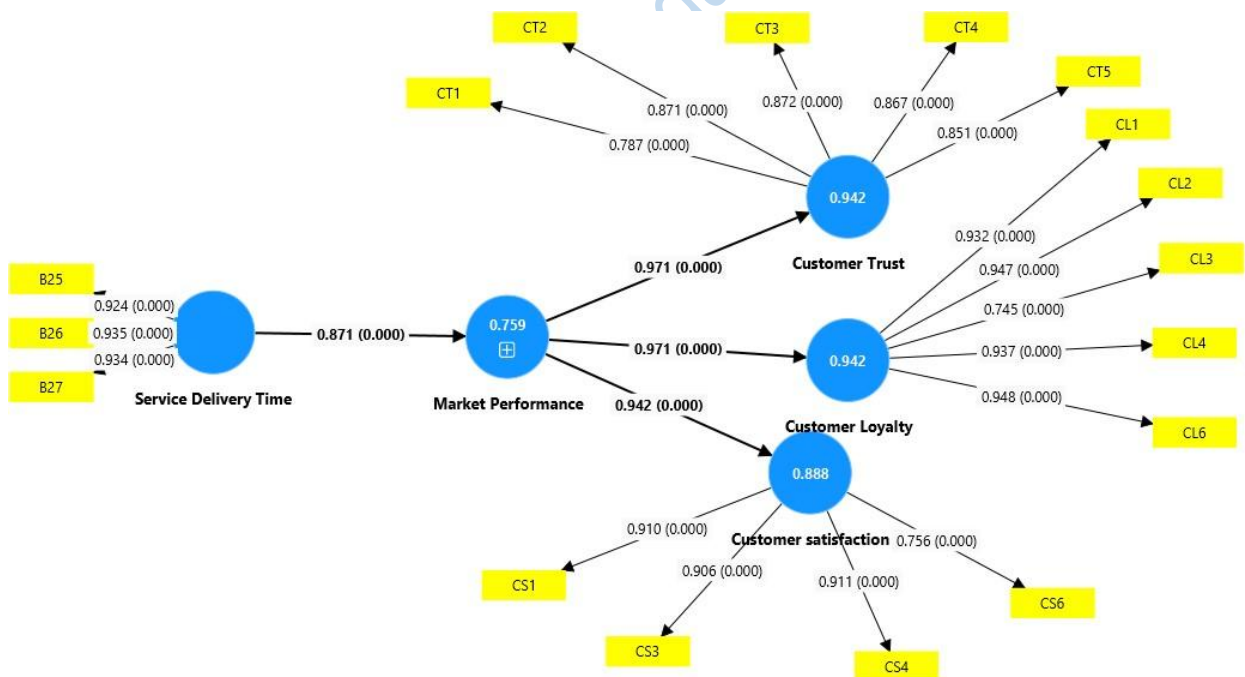 CT2
CT3
CT4
CT1
CT5
0.871 (0.000)
0.872 (0.000)
0.867 (0.000)
0.787 (0.000)
0.851 (0.000)
CL1
0.942
CL2
0.932 (0.000)
Customer Trust
0.971 (0.000)
0.947 (0.000)
CL3
B25
0.924 (0.000)
0.745 (0.000)
B26
0.935 (0.000)
0.871 (0.000)
0.759
0.971 (0.000)
0.942
0.937 (0.000)
CL4
0.934 (0.000)
B27
Service Delivery Time
Market Performance
0.942 (0.000)
0.948 (0.000)
Customer Loyalty
CL6
0.888
0.910 (0.000)
Customer satisfaction
0.756 (0.000)
0.906 (0.000)
0.911 (0.000)
CS1
CS6
CS3
CS4